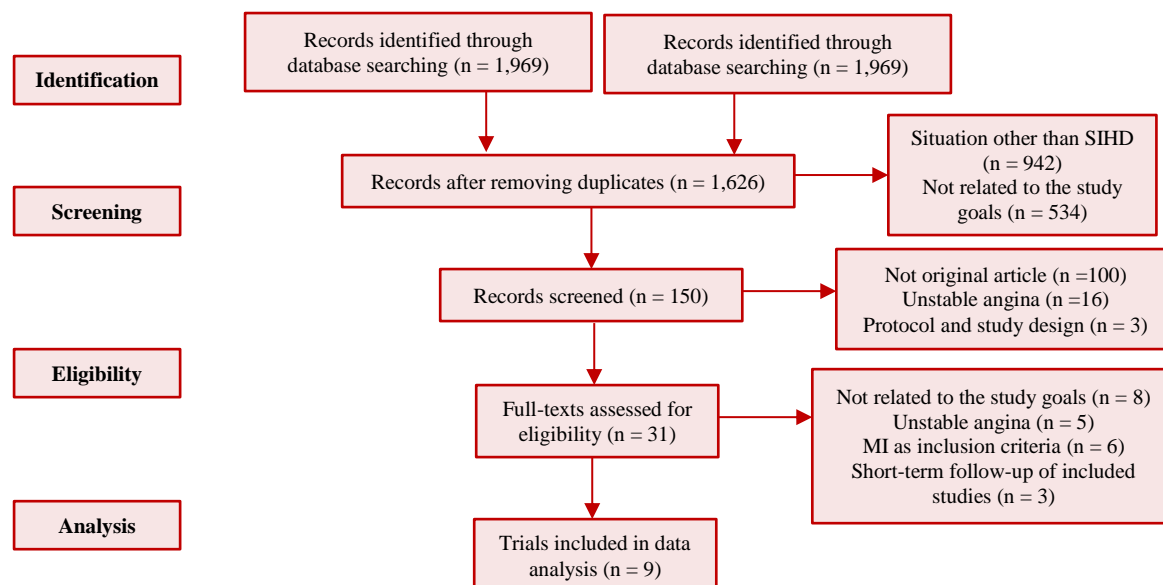 Identification
Records identified through
database searching (n = 1,969)
Records identified through
database searching (n = 1,969)
Screening
Records after removing duplicates (n = 1,626)
Situation other than SIHD
(n = 942)
Not related to the study
goals (n = 534)
Records screened (n = 150)
Not original article (n =100)
Unstable angina (n =16)
Protocol and study design (n = 3)
Eligibility
Full-texts assessed for
eligibility (n = 31)
Not related to the study goals (n = 8)
Unstable angina (n = 5)
MI as inclusion criteria (n = 6)
Short-term follow-up of included
studies (n = 3)
Analysis
Trials included in data
analysis (n = 9)